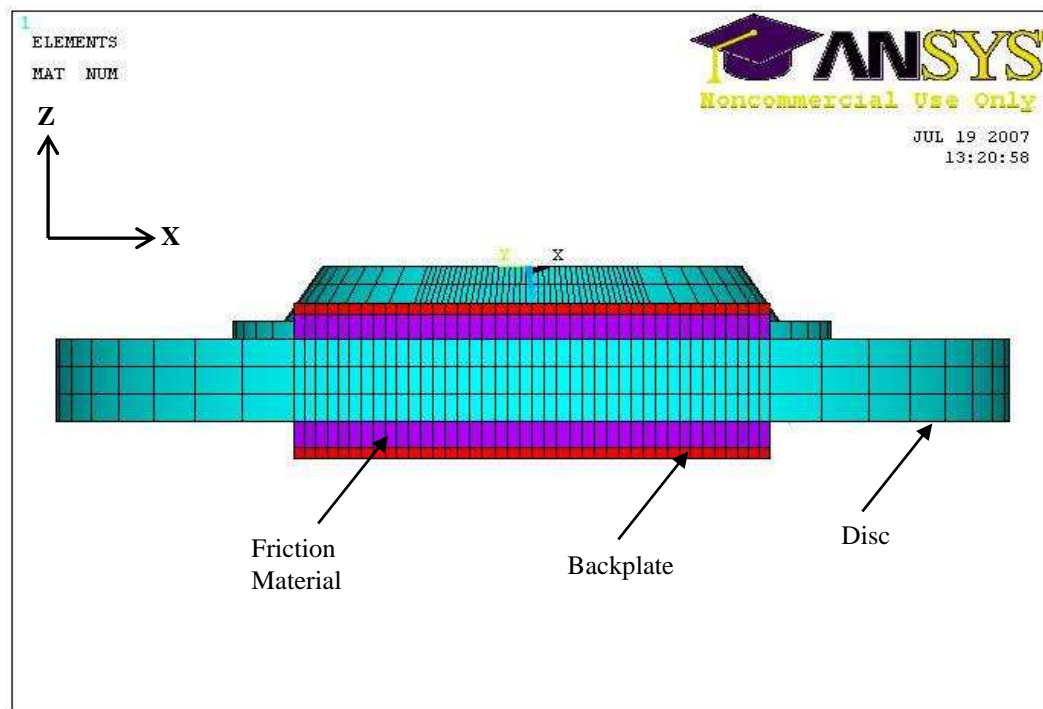 1
ELEMENTS
MAT NUM
ANSYS
Noncommercial Use Only
JUL 19 2007
13:20:58
Z
X
Y
X
Friction
Material
Backplate
Disc